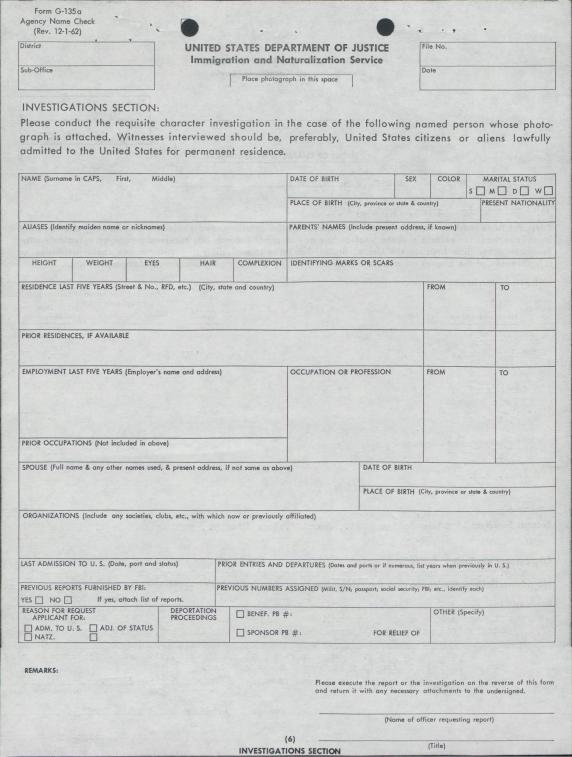 Form G-135a
Agency Name Check
(Rev. 12-1-62)
District
Sub-Office
UNITED STATES DEPARTMENT OF JUSTICE
Immigration and Naturalization Service
Place photograph in this space
File No.
Date
INVESTIGATIONS SECTION:
Please conduct the requisite character investigation in the case of the following named person whose photo-
graph is attached. Witnesses interviewed should be, preferably, United States citizens or aliens lawfully
admitted to the United States for permanent residence.
NAME (Surname in CAPS, First, Middle)
DATE OF BIRTH
SEX
COLOR
MARITAL STATUS
S M D W
PLACE OF BIRTH (City, province or state & country)
PRESENT NATIONALITY
ALIASES (Identify maiden name or nicknames)
PARENTS' NAMES (Include present address, if known)
HEIGHT
WEIGHT
EYES
HAIR
COMPLEXION
IDENTIFYING MARKS OR SCARS
RESIDENCE LAST FIVE YEARS (Street & No., RFD, etc.) (City, state and country)
FROM
TO
PRIOR RESIDENCES, IF AVAILABLE
EMPLOYMENT LAST FIVE YEARS (Employer's name and address)
OCCUPATION OR PROFESSION
FROM
TO
PRIOR OCCUPATIONS (Not included in above)
SPOUSE (Full name & any other names used, & present address, if not same as above)
DATE OF BIRTH
PLACE OF BIRTH (City, province or state & country)
ORGANIZATIONS (Include any societies, clubs, etc., with which now or previously affiliated)
LAST ADMISSION TO U. S. (Date, port and status)
PRIOR ENTRIES AND DEPARTURES (Dates and ports or if numerous, list years when previously in U. S.)
PREVIOUS REPORTS FURNISHED BY FBI:
YES NO If yes, attach list of reports.
PREVIOUS NUMBERS ASSIGNED (Milit. S/N; passport; social security; FBI; etc., identify each)
REASON FOR REQUEST
APPLICANT FOR:
ADM. TO U. S. ADJ. OF STATUS
NATZ.
DEPORTATION
PROCEEDINGS
BENEF. PB #:
SPONSOR PB #: FOR RELIEF OF
OTHER (Specify)
REMARKS:
Please execute the report or the investigation on the reverse of this form
and return it with any necessary attachments to the undersigned.
(Name of officer requesting report)
(Title)
(6)
INVESTIGATIONS SECTION